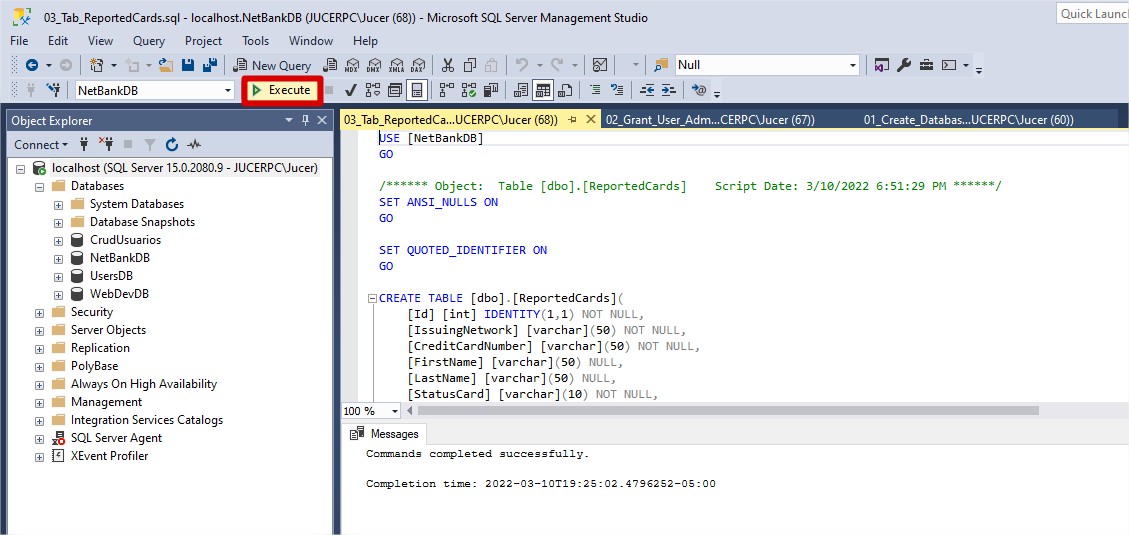 03_Tab_ReportedCards.sql - localhost.NetBankDB (JUCERPC\Jucer (68)) - Microsoft SQL Server Management Studio
Quick Launc
File Edit View Query Project Tools Window Help
New Query MDX DMX XMLA DAX Null
NetBankDB Execute
Object Explorer
Connect
localhost (SQL Server 15.0.2080.9 - JUCERPC\Jucer)
Databases
System Databases
Database Snapshots
CrudUsuarios
NetBankDB
UsersDB
WebDevDB
Security
Server Objects
Replication
PolyBase
Always On High Availability
Management
Integration Services Catalogs
SQL Server Agent
XEvent Profiler
03_Tab_ReportedCa...UCERPC\Jucer (68)) 02_Grant_User_Adm...CERPC\Jucer (67)) 01_Create_Databas...UCERPC\Jucer (60))
USE [NetBankDB]
GO
/****** Object:  Table [dbo].[ReportedCards]    Script Date: 3/10/2022 6:51:29 PM ******/
SET ANSI_NULLS ON
GO
SET QUOTED_IDENTIFIER ON
GO
CREATE TABLE [dbo].[ReportedCards](
[Id] [int] IDENTITY(1,1) NOT NULL,
[IssuingNetwork] [varchar](50) NOT NULL,
[CreditCardNumber] [varchar](50) NOT NULL,
[FirstName] [varchar](50) NULL,
[LastName] [varchar](50) NULL,
[StatusCard] [varchar](10) NOT NULL,
100 %
Messages
Commands completed successfully.
Completion time: 2022-03-10T19:25:02.4796252-05:00